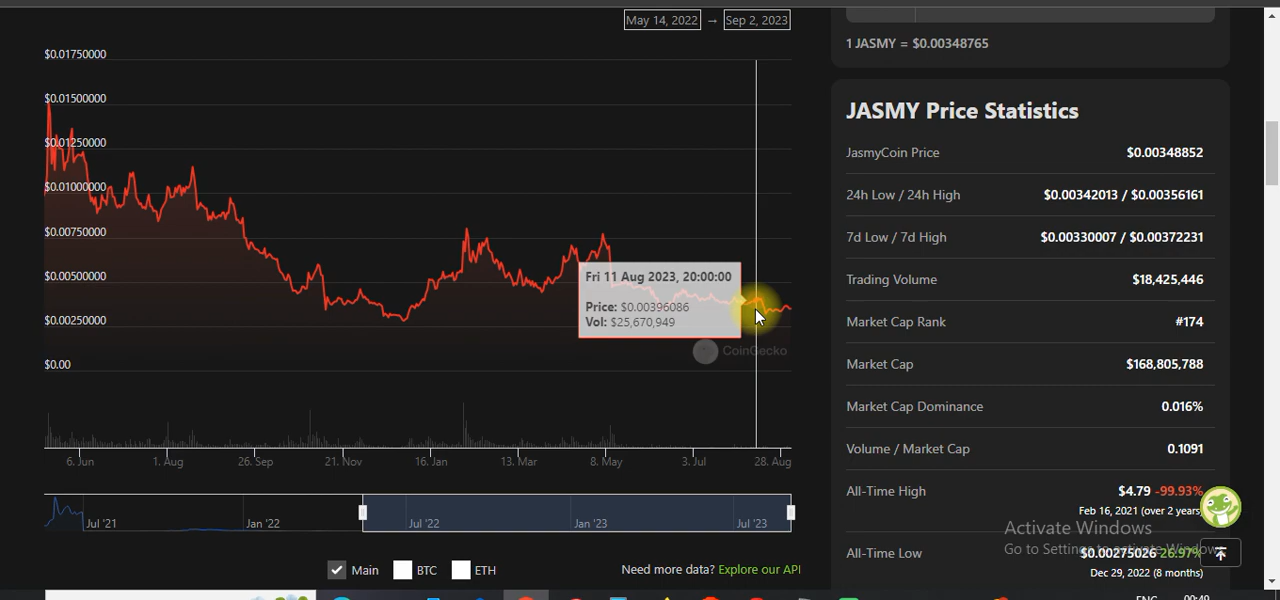 May 14, 2022 → Sep 2, 2023
$0.01750000
$0.01500000
$0.01250000
$0.01000000
$0.00750000
$0.00500000
$0.00250000
$0.00
Fri 11 Aug 2023, 20:00:00
Price: $0.00396086
Vol: $25,670,949
CoinGecko
6. Jun
1. Aug
26. Sep
21. Nov
16. Jan
13. Mar
8. May
3. Jul
28. Aug
Jul '21
Jan '22
Jul '22
Jan '23
Jul '23
Main
BTC
ETH
Need more data? Explore our API
1 JASMY = $0.00348765
JASMY Price Statistics
JasmyCoin Price $0.00348852
24h Low / 24h High $0.00342013 / $0.00356161
7d Low / 7d High $0.00330007 / $0.00372231
Trading Volume $18,425,446
Market Cap Rank #174
Market Cap $168,805,788
Market Cap Dominance 0.016%
Volume / Market Cap 0.1091
All-Time High $4.79 -99.93%
Feb 16, 2021 (over 2 years)
Activate Windows
Go to Settings to activate Windows
All-Time Low $0.00275026 26.97%
Dec 29, 2022 (8 months)
ENG 00:49